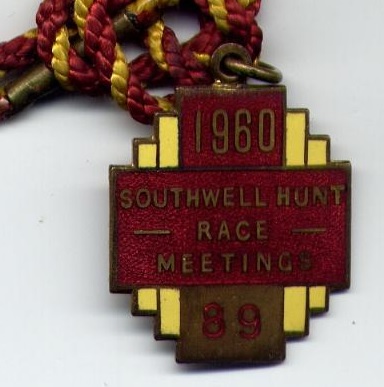 1960
SOUTHWELL HUNT
— RACE —
MEETINGS
89